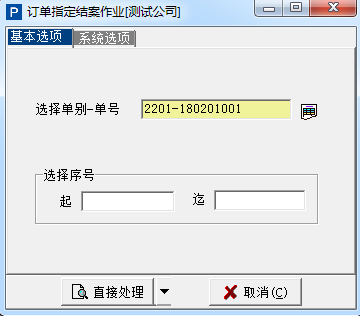 P 订单指定结案作业[测试公司]
基本选项 系统选项
选择单别-单号 2201-180201001
选择序号
起 迄
直接处理 取消(C)